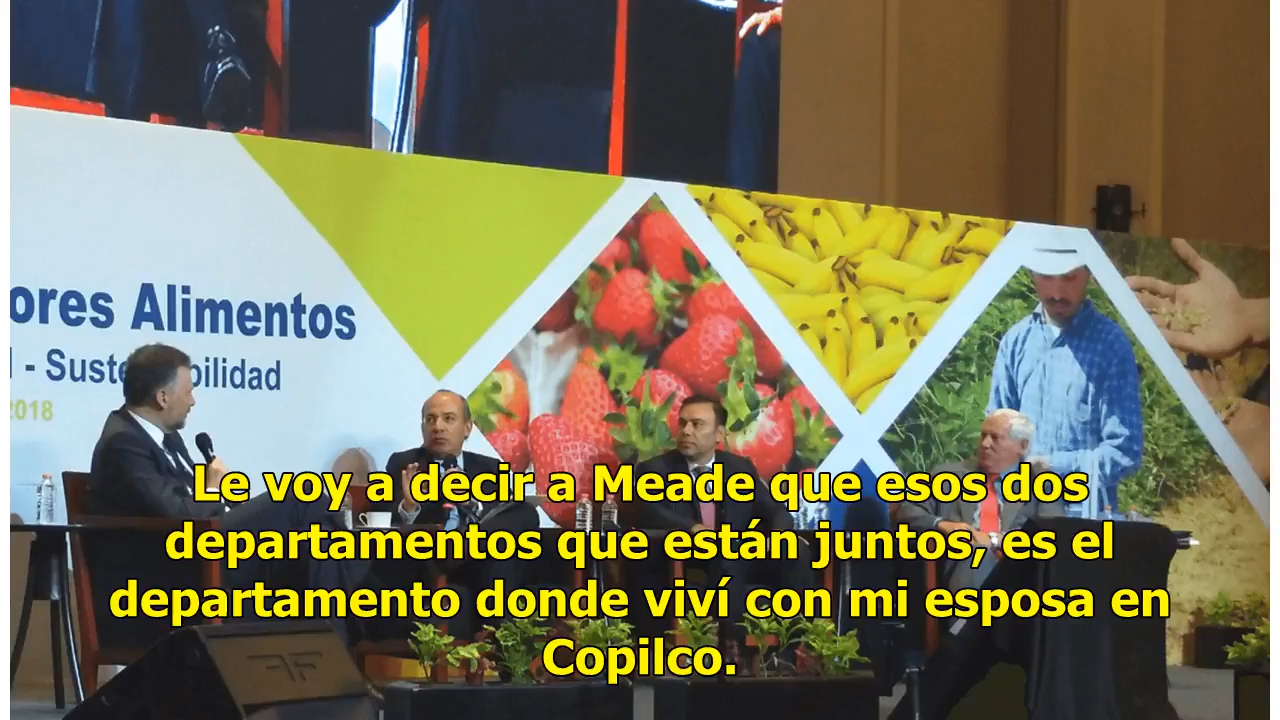 ores Alimentos
- Suste bilidad
2018
Le voy a decir a Meade que esos dos
departamentos que están juntos, es el
departamento donde viví con mi esposa en
Copilco.